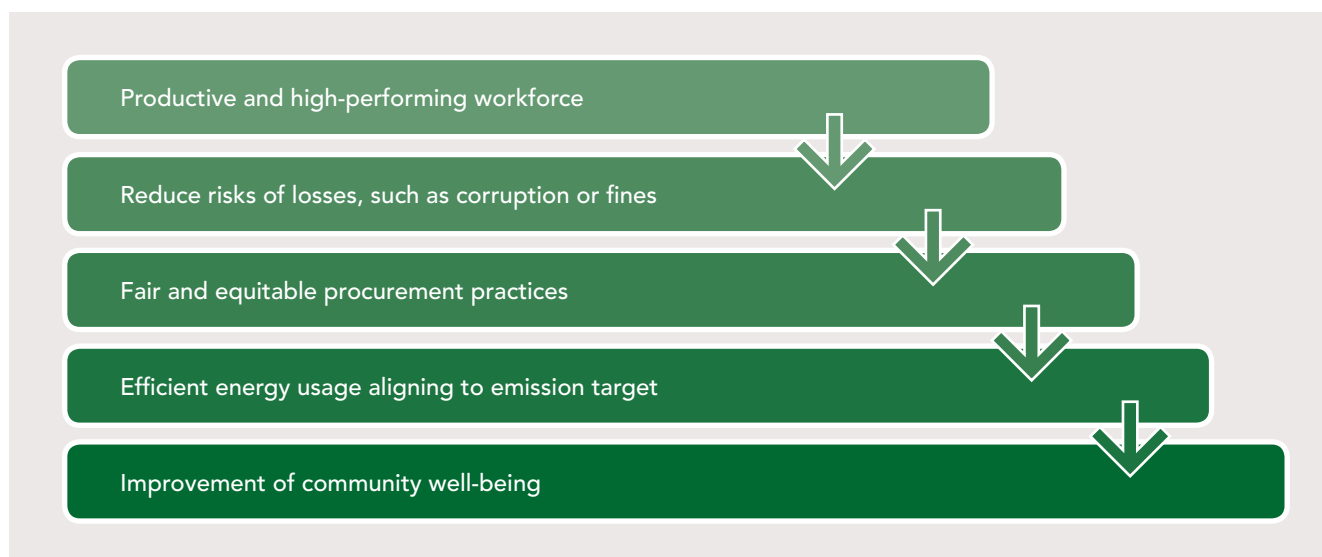 Productive and high-performing workforce
Reduce risks of losses, such as corruption or fines
Fair and equitable procurement practices
Efficient energy usage aligning to emission target
Improvement of community well-being